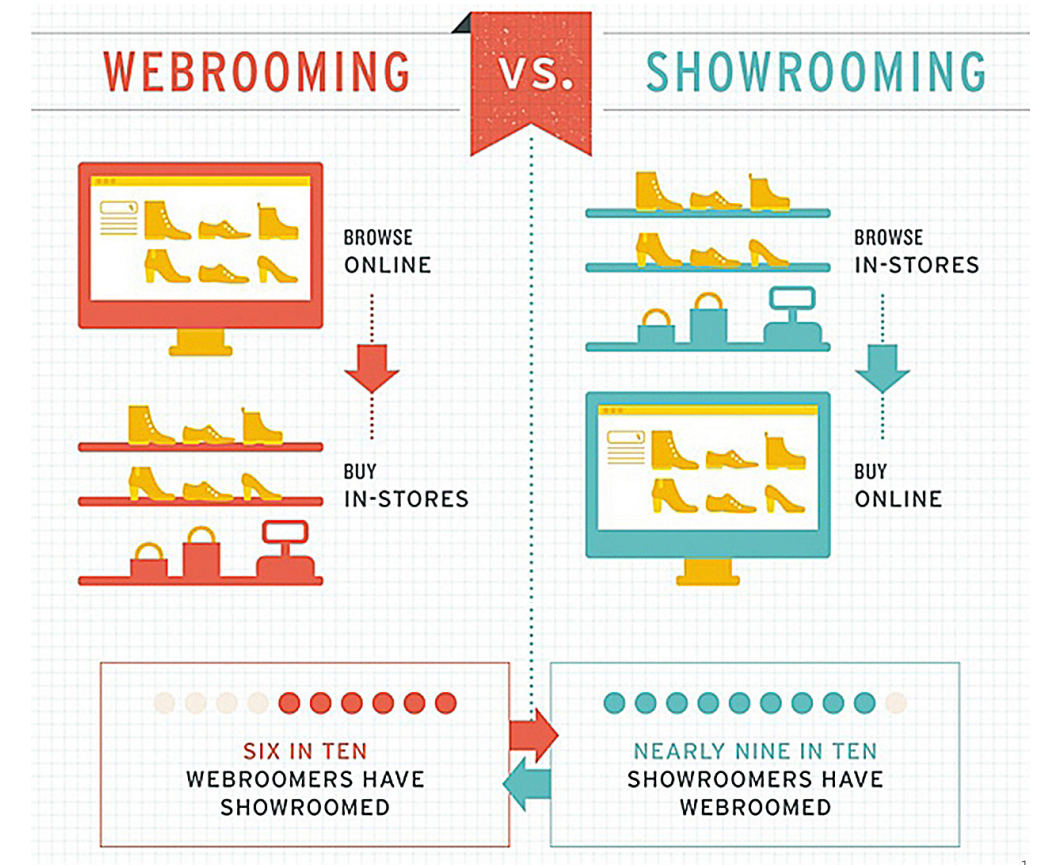 WEBROOMING
VS.
SHOWROOMING
BROWSE
ONLINE
BUY
IN-STORES
BROWSE
IN-STORES
BUY
ONLINE
SIX IN TEN
WEBROOMERS HAVE
SHOWROOMED
NEARLY NINE IN TEN
SHOWROOMERS HAVE
WEBROOMED